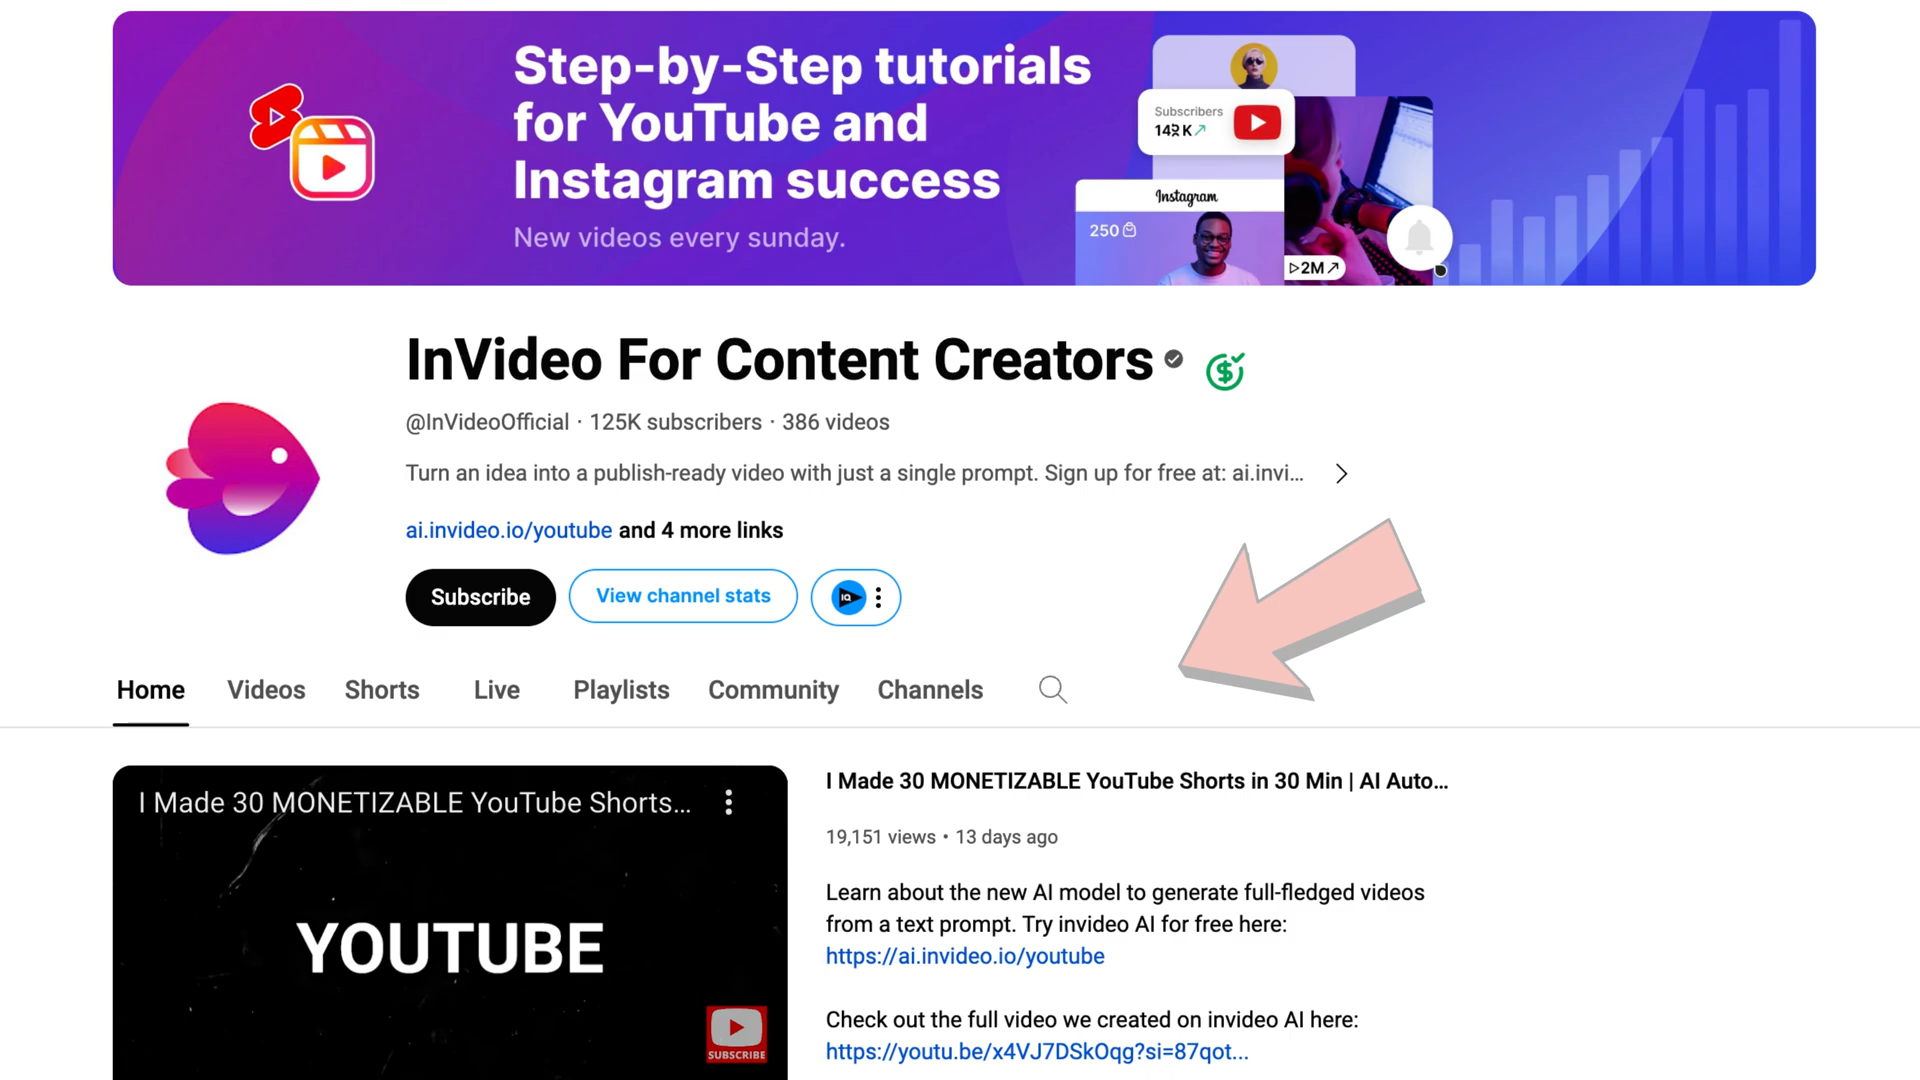 Step-by-Step tutorials
for YouTube and
Instagram success
New videos every sunday.
Subscribers
Instagram
250
2M
InVideo For Content Creators
@InVideoOfficial · 125K subscribers · 386 videos
Turn an idea into a publish-ready video with just a single prompt. Sign up for free at: ai.invi...
ai.invideo.io/youtube and 4 more links
Subscribe
View channel stats
IQ
Home
Videos
Shorts
Live
Playlists
Community
Channels
I Made 30 MONETIZABLE YouTube Shorts...
YOUTUBE
SUBSCRIBE
I Made 30 MONETIZABLE YouTube Shorts in 30 Min | AI Auto...
19,151 views • 13 days ago
Learn about the new AI model to generate full-fledged videos
from a text prompt. Try invideo AI for free here:
https://ai.invideo.io/youtube
Check out the full video we created on invideo AI here:
https://youtu.be/x4VJ7DSkOqg?si=87qot...